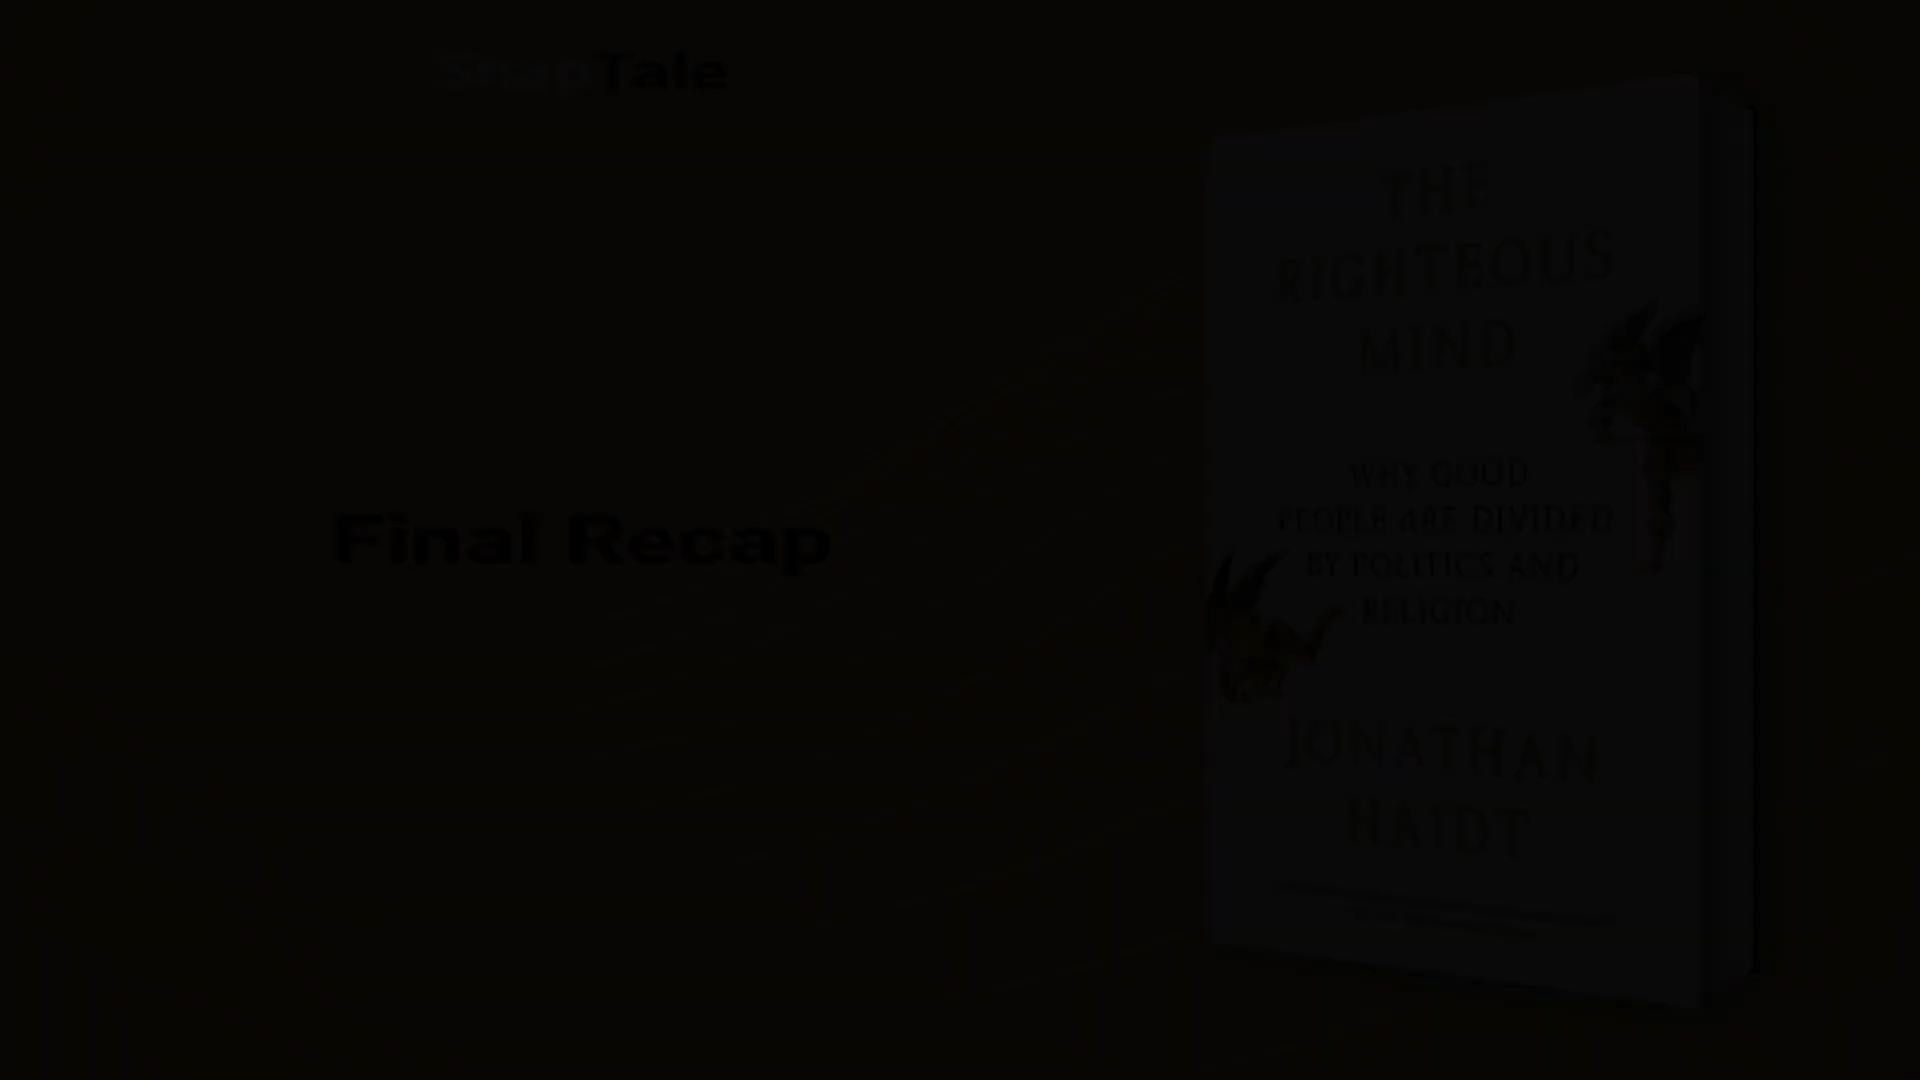 SnapTale
Final Recap
THE
RIGHTEOUS
MIND
WHY GOOD
PEOPLE ARE DIVIDED
BY POLITICS AND
RELIGION
JONATHAN
HAIDT